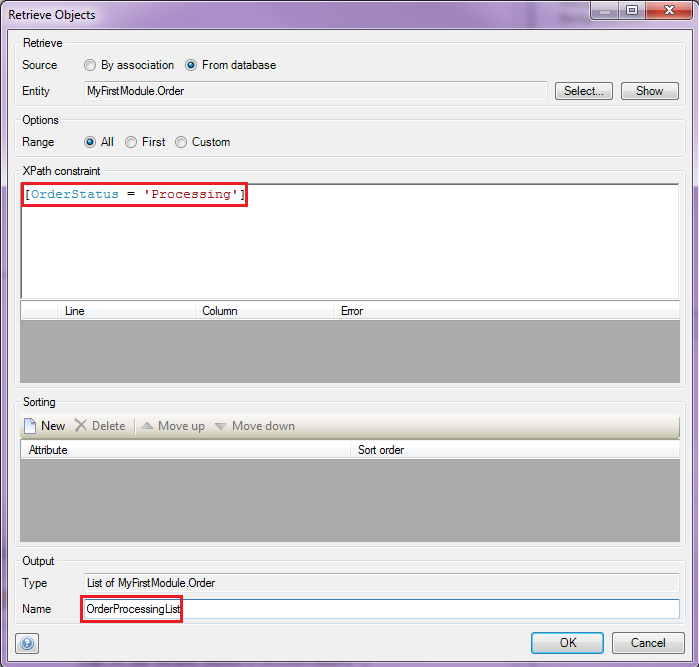 Retrieve Objects
Retrieve
Source By association From database
Entity MyFirstModule.Order Select... Show
Options
Range All First Custom
XPath constraint
[OrderStatus = 'Processing']
Line Column Error
Sorting
New Delete Move up Move down
Attribute Sort order
Output
Type List of MyFirstModule.Order
Name OrderProcessingList
? OK Cancel